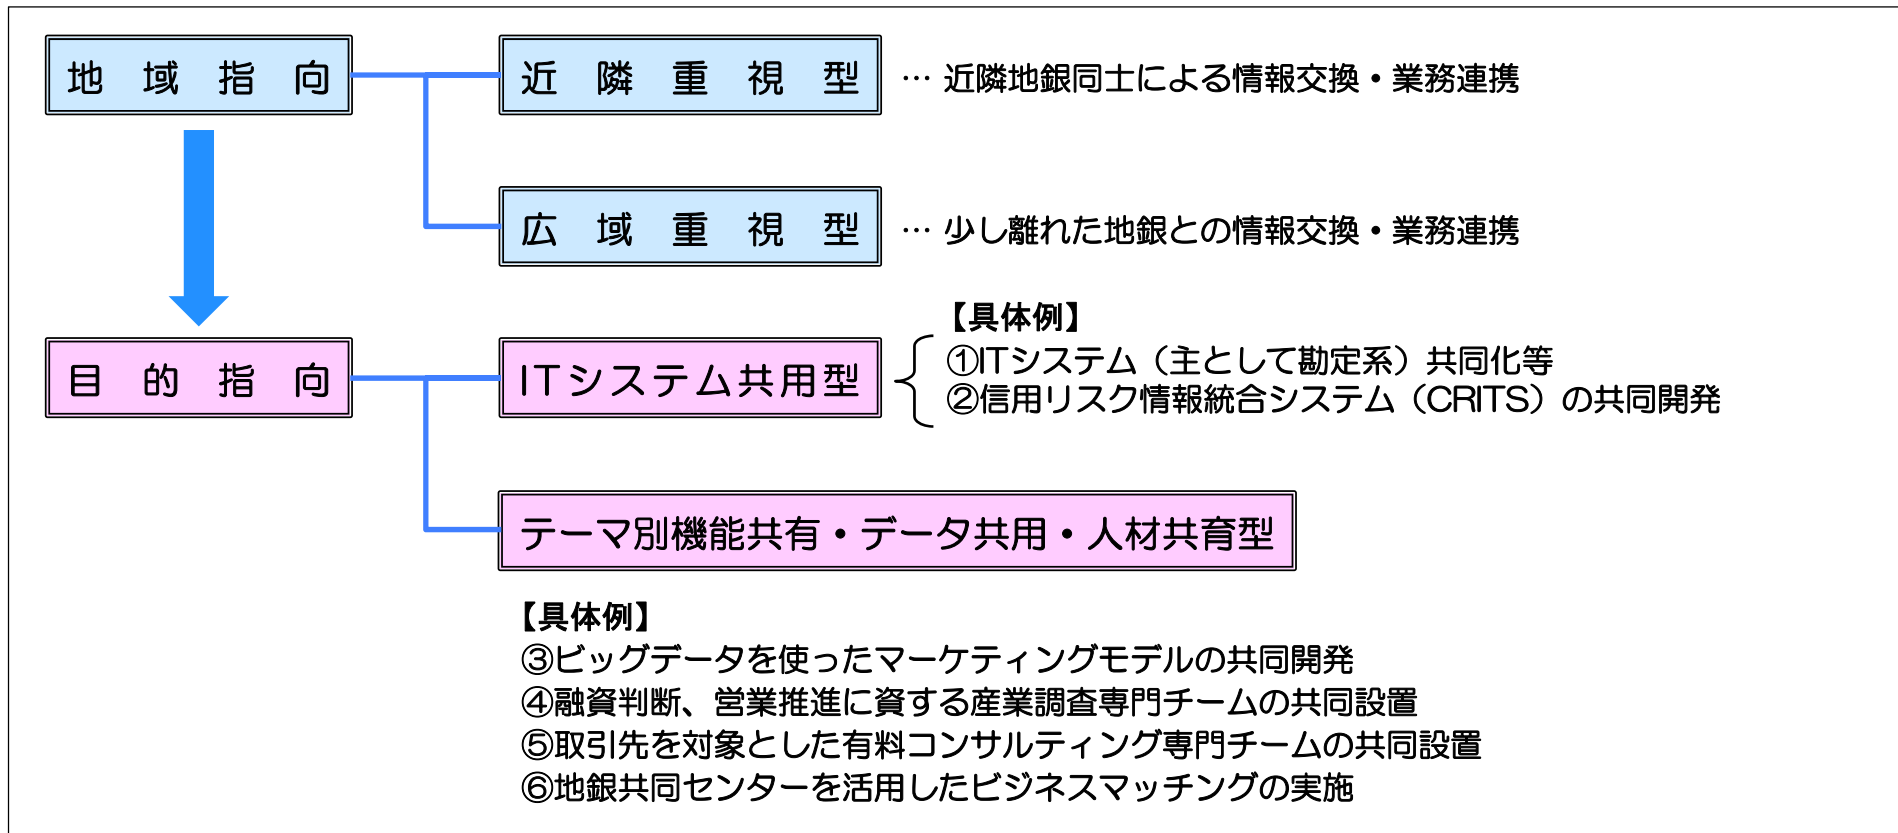 地域指向
近隣重視型
… 近隣地銀同士による情報交換・業務連携
広域重視型
… 少し離れた地銀との情報交換・業務連携
目的指向
ITシステム共用型
【具体例】
①ITシステム（主として勘定系）共同化等
②信用リスク情報統合システム（CRITS）の共同開発
テーマ別機能共有・データ共用・人材共育型
【具体例】
③ビッグデータを使ったマーケティングモデルの共同開発
④融資判断、営業推進に資する産業調査専門チームの共同設置
⑤取引先を対象とした有料コンサルティング専門チームの共同設置
⑥地銀共同センターを活用したビジネスマッチングの実施